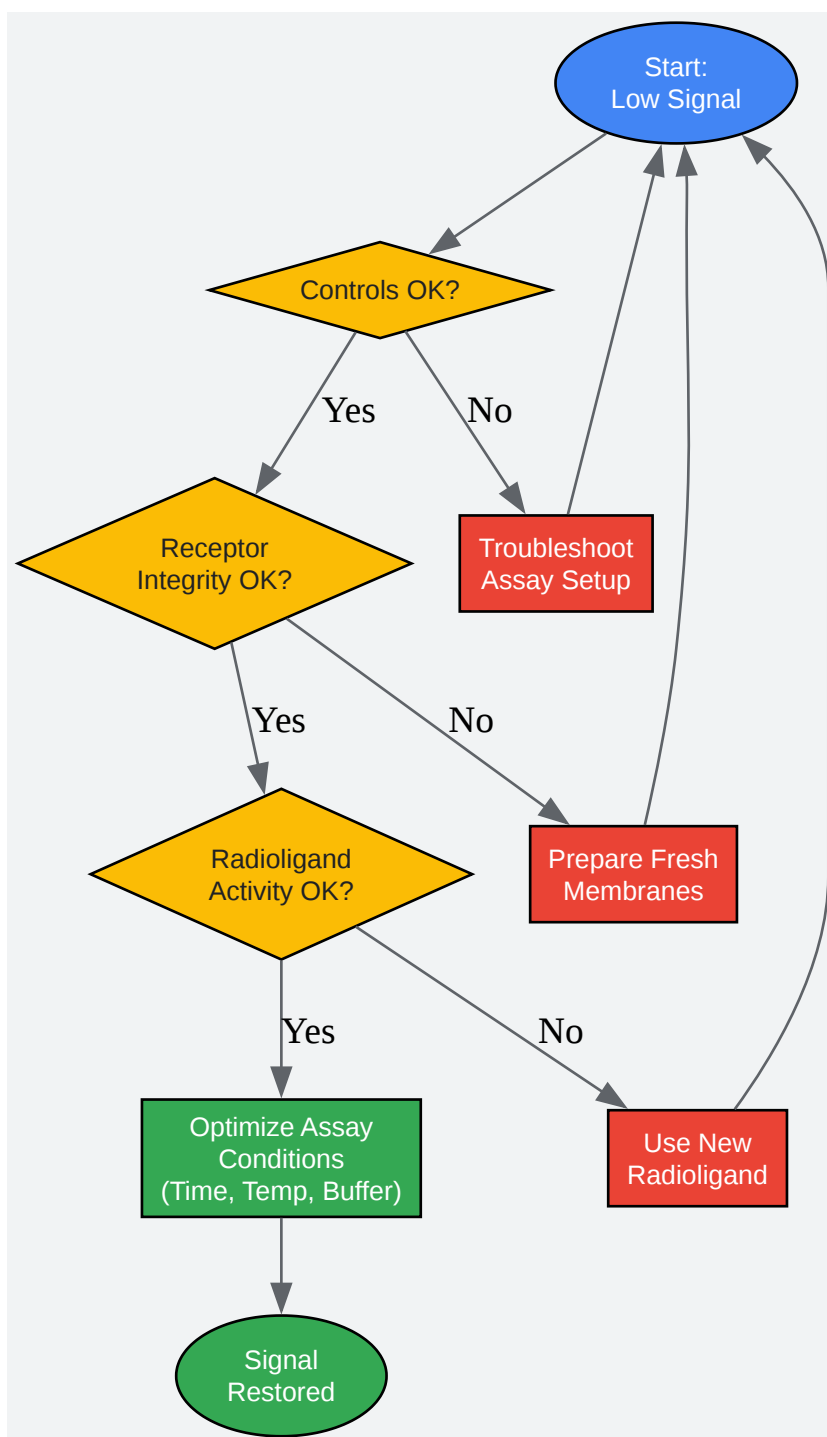 Start:
Low Signal
Controls OK?
Yes
No
Receptor
Integrity OK?
Troubleshoot
Assay Setup
Yes
No
Radioligand
Activity OK?
Prepare Fresh
Membranes
Yes
No
Optimize Assay
Conditions
(Time, Temp, Buffer)
Use New
Radioligand
Signal
Restored